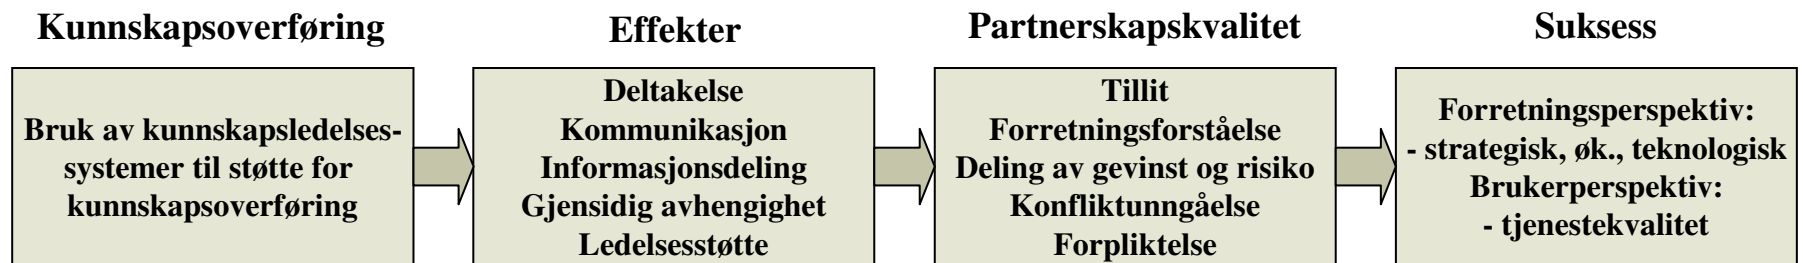 Kunnskapsoverføring
Bruk av kunnskapsledelses-
systemer til støtte for
kunnskapsoverføring
Effekter
Deltakelse
Kommunikasjon
Informasjonsdeling
Gjensidig avhengighet
Ledelsesstøtte
Partnerskapskvalitet
Tillit
Forretningsforståelse
Deling av gevinst og risiko
Konfliktunngåelse
Forpliktelse
Suksess
Forretningsperspektiv:
- strategisk, øk., teknologisk
Brukerperspektiv:
- tjenestekvalitet